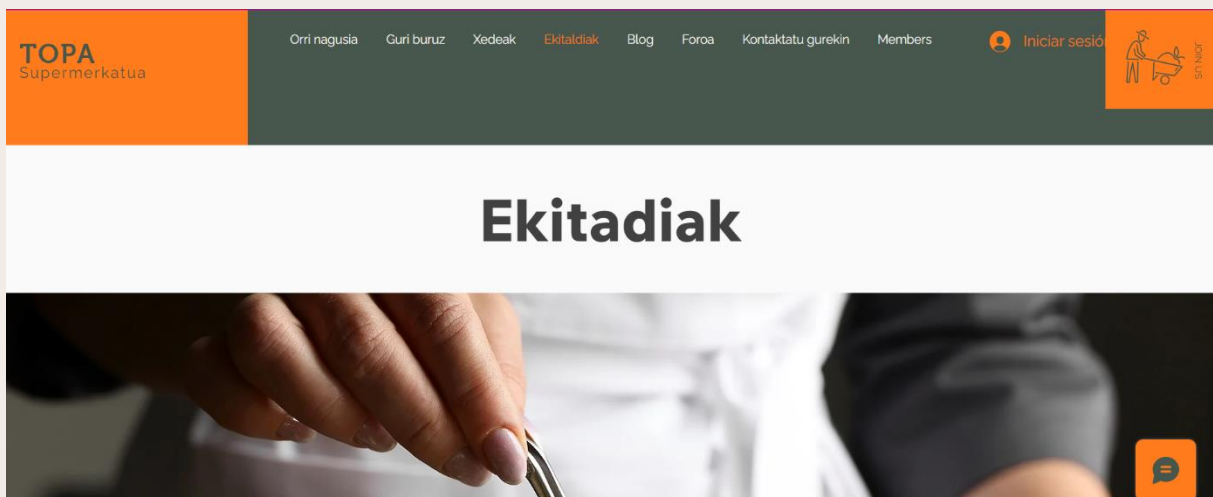 TOPA
Supermerkatua
Orri nagusia Guri buruz Xedeak Ekitaldiak Blog Foroa Kontaktatu gurekin Members
Iniciar sesión
JOIN US
Ekitadiak